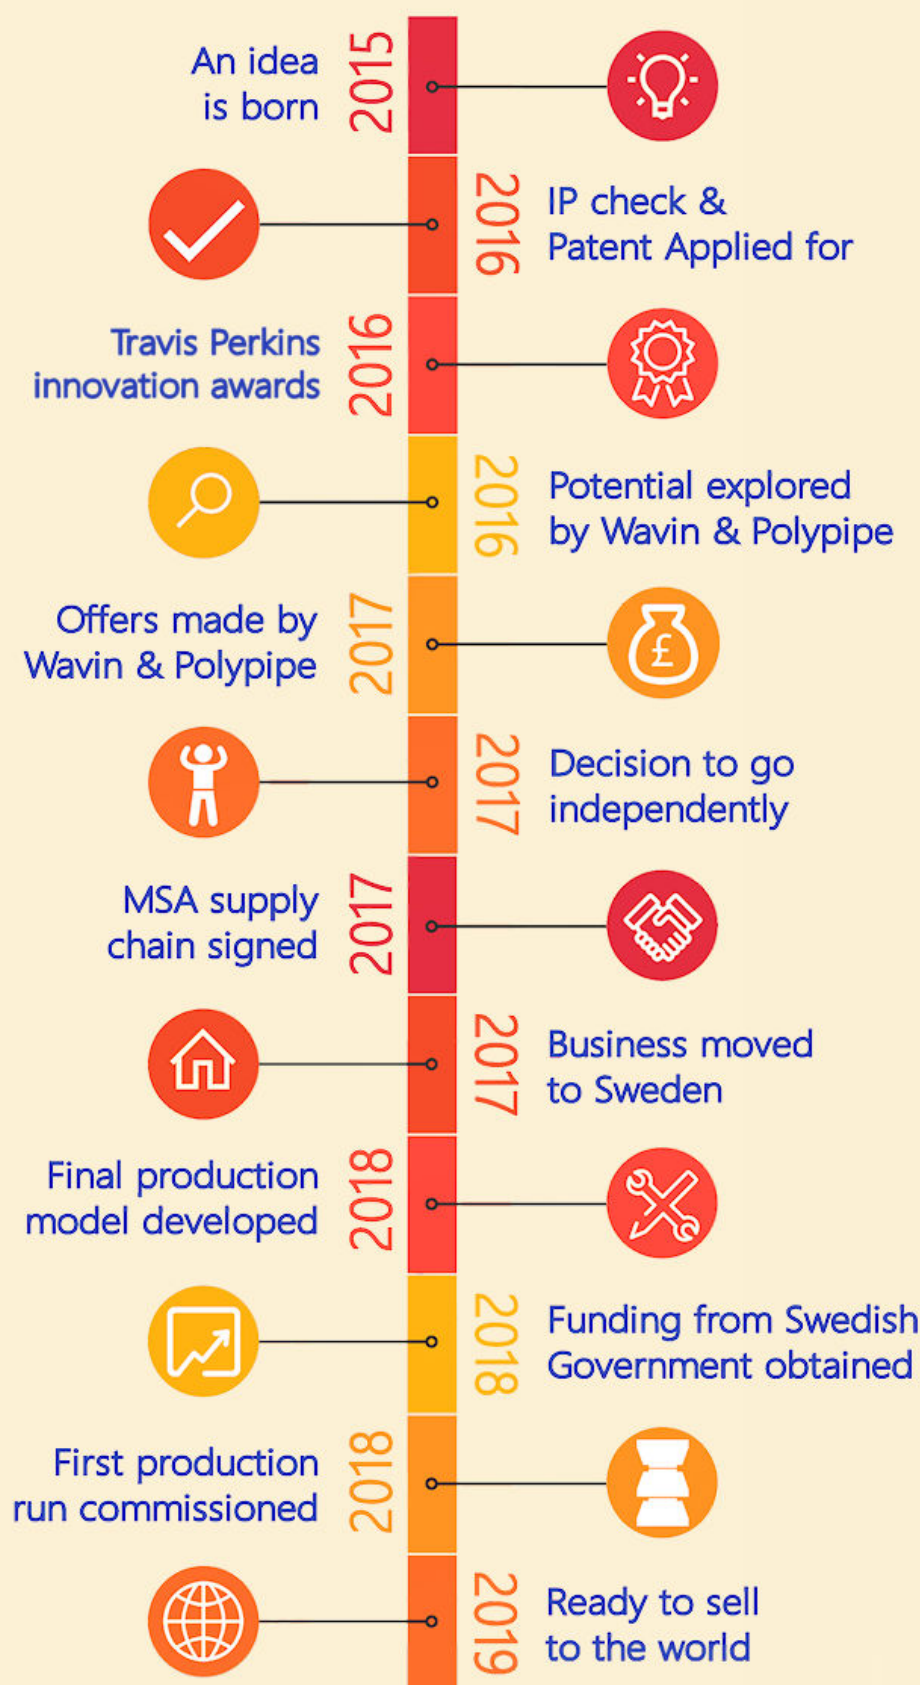 2015
An idea
is born
2016
IP check &
Patent Applied for
2016
Travis Perkins
innovation awards
2016
Potential explored
by Wavin & Polypipe
2017
Offers made by
Wavin & Polypipe
£
2017
Decision to go
independently
2017
MSA supply
chain signed
2017
Business moved
to Sweden
2018
Final production
model developed
2018
Funding from Swedish
Government obtained
2018
First production
run commissioned
2019
Ready to sell
to the world